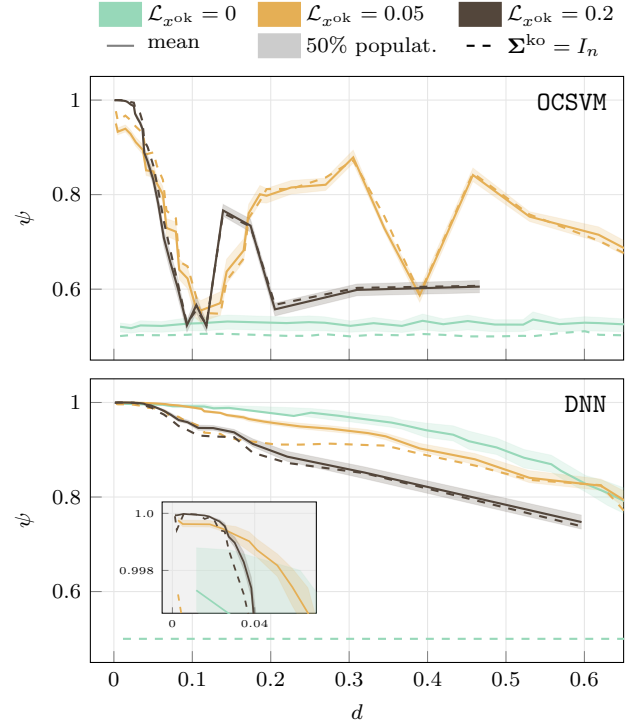 ℒ_{x^{ok}} = 0 ℒ_{x^{ok}} = 0.05 ℒ_{x^{ok}} = 0.2
mean 50% populat. Σ^{ko} = I_n
OCSVM
1
0.8
0.6
ψ
DNN
1
0.8
0.6
ψ
1.0
0.998
0 0.04
0 0.1 0.2 0.3 0.4 0.5 0.6
d